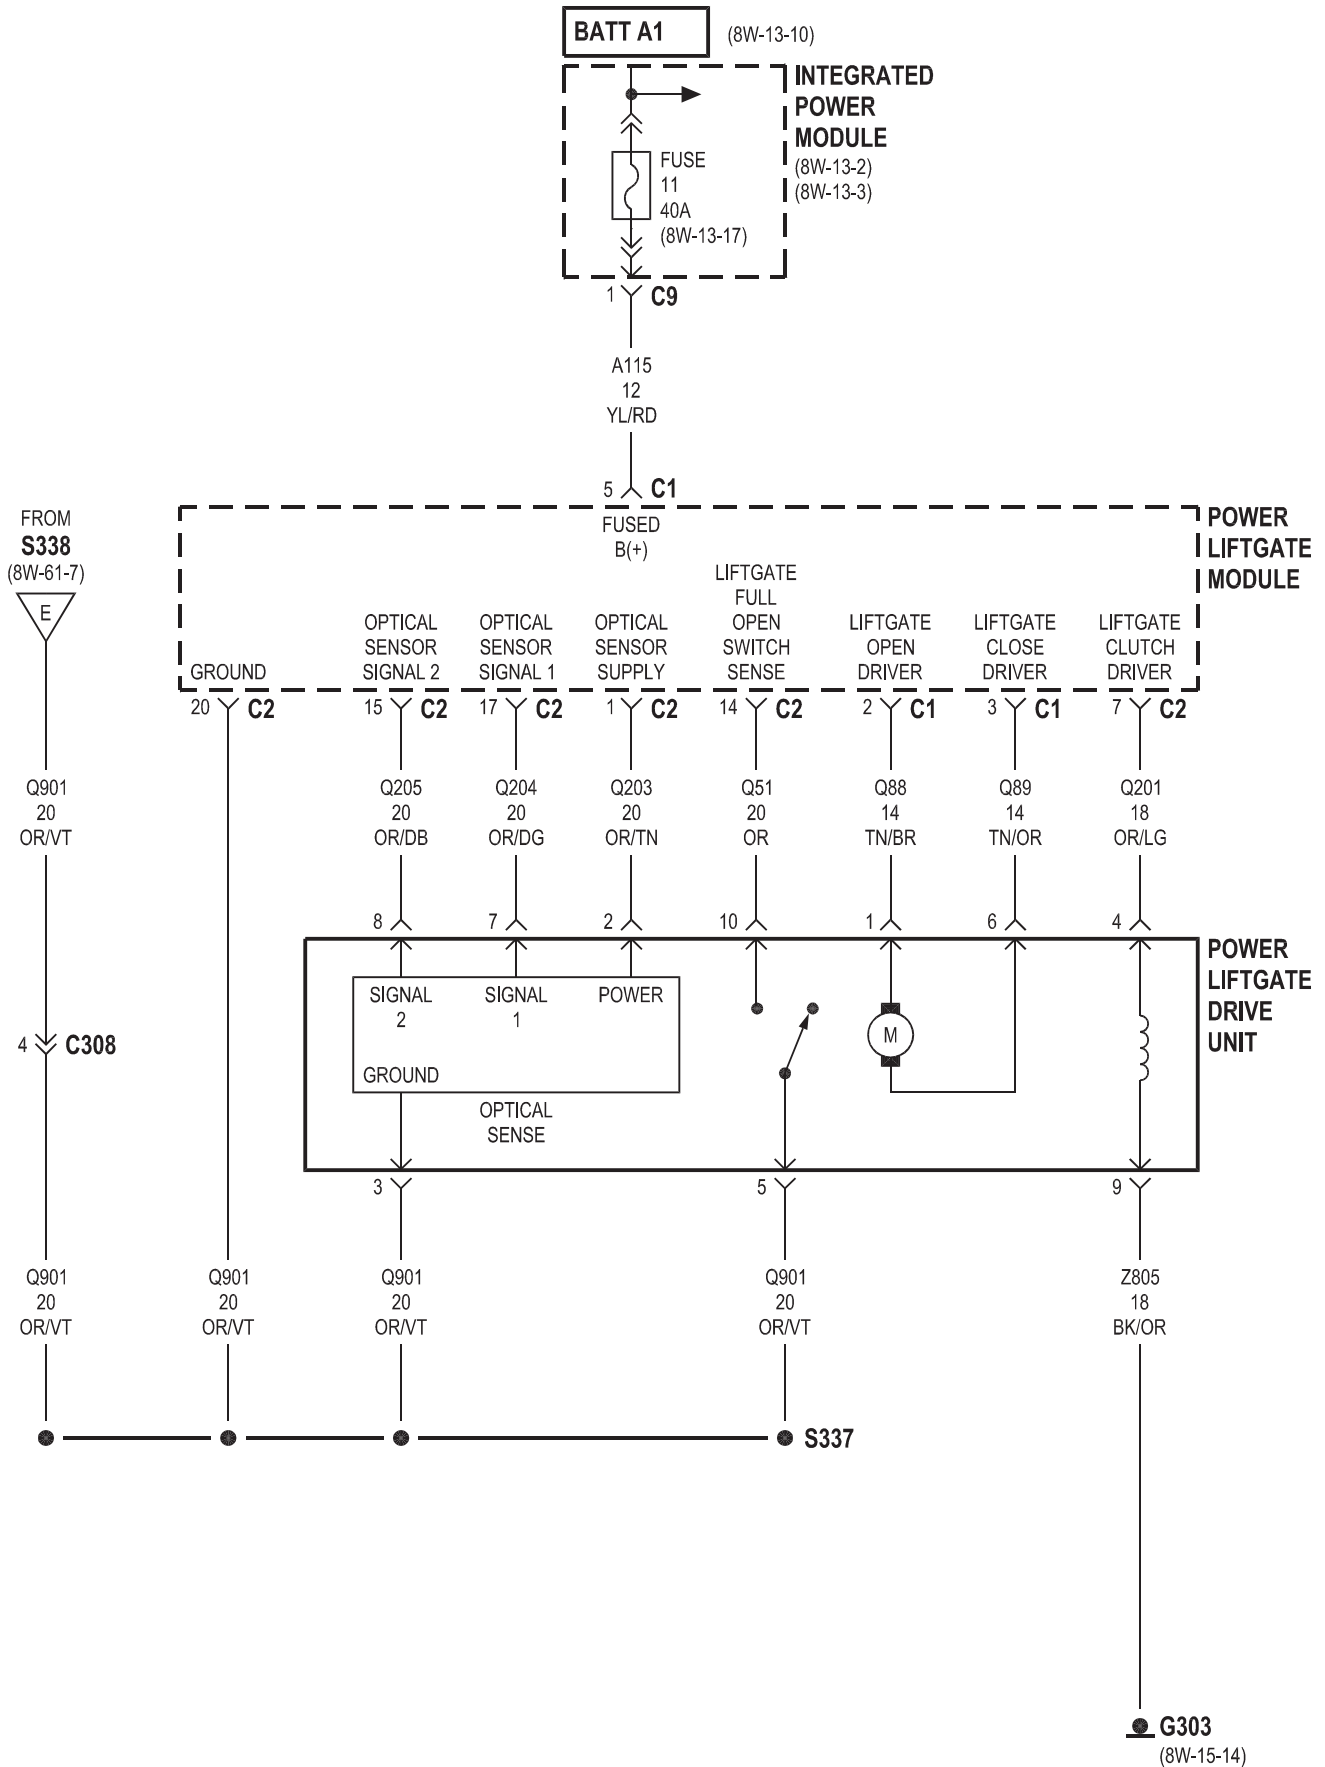 BATT A1
(8W-13-10)
INTEGRATED
POWER
MODULE
(8W-13-2)
(8W-13-3)
FUSE
11
40A
(8W-13-17)
1
C9
A115
12
YL/RD
5
C1
FROM
S338
(8W-61-7)
E
FUSED
B(+)
POWER
LIFTGATE
MODULE
GROUND
OPTICAL
SENSOR
SIGNAL 2
OPTICAL
SENSOR
SIGNAL 1
OPTICAL
SENSOR
SUPPLY
LIFTGATE
FULL
OPEN
SWITCH
SENSE
LIFTGATE
OPEN
DRIVER
LIFTGATE
CLOSE
DRIVER
LIFTGATE
CLUTCH
DRIVER
20
C2
15
C2
17
C2
1
C2
14
C2
2
C1
3
C1
7
C2
Q901
20
OR/VT
Q205
20
OR/DB
Q204
20
OR/DG
Q203
20
OR/TN
Q51
20
OR
Q88
14
TN/BR
Q89
14
TN/OR
Q201
18
OR/LG
8
7
2
10
1
6
4
POWER
LIFTGATE
DRIVE
UNIT
SIGNAL
2
SIGNAL
1
POWER
GROUND
OPTICAL
SENSE
M
4
C308
3
5
9
Q901
20
OR/VT
Q901
20
OR/VT
Q901
20
OR/VT
Q901
20
OR/VT
Z805
18
BK/OR
S337
G303
(8W-15-14)